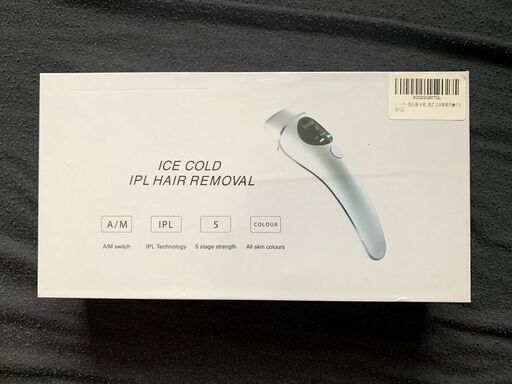 ICE COLD
IPL HAIR REMOVAL
A/M IPL 5 COLOUR
A/M switch IPL Technology 5 stage strength All skin colours